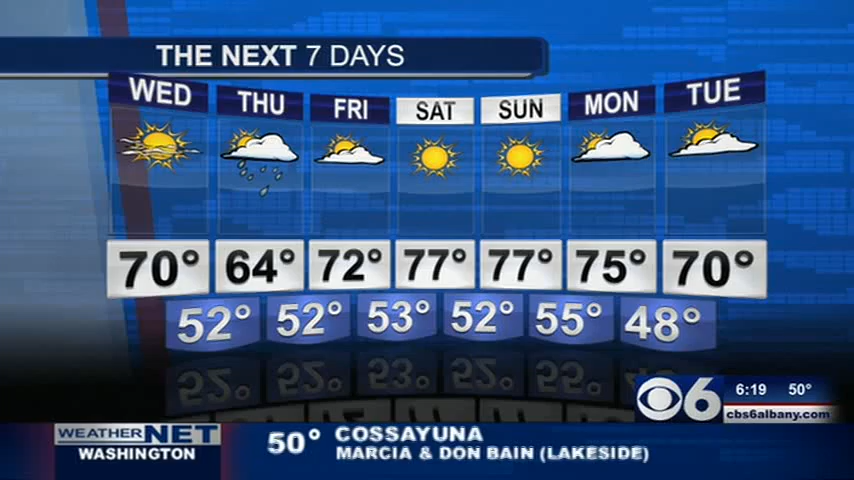 THE NEXT 7 DAYS
WED THU FRI SAT SUN MON TUE
70° 64° 72° 77° 77° 75° 70°
52° 52° 53° 52° 55° 48°
6 6:19 50°
cbs6albany.com
WEATHERNET
WASHINGTON
50° COSSAYUNA
MARCIA & DON BAIN (LAKESIDE)